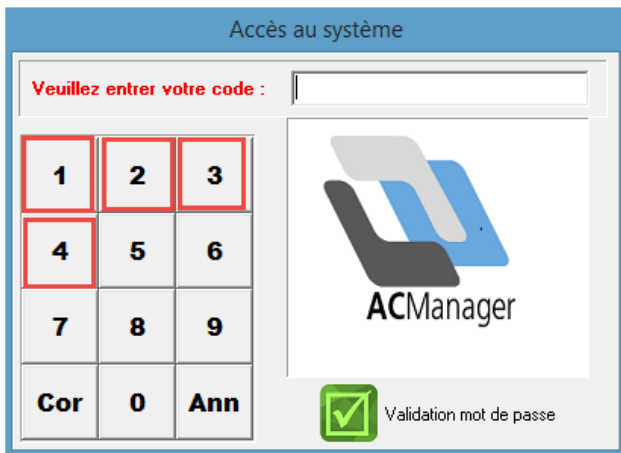 Accès au système
Veuillez entrer votre code :
1 2 3
4 5 6
7 8 9
Cor 0 Ann
ACManager
Validation mot de passe